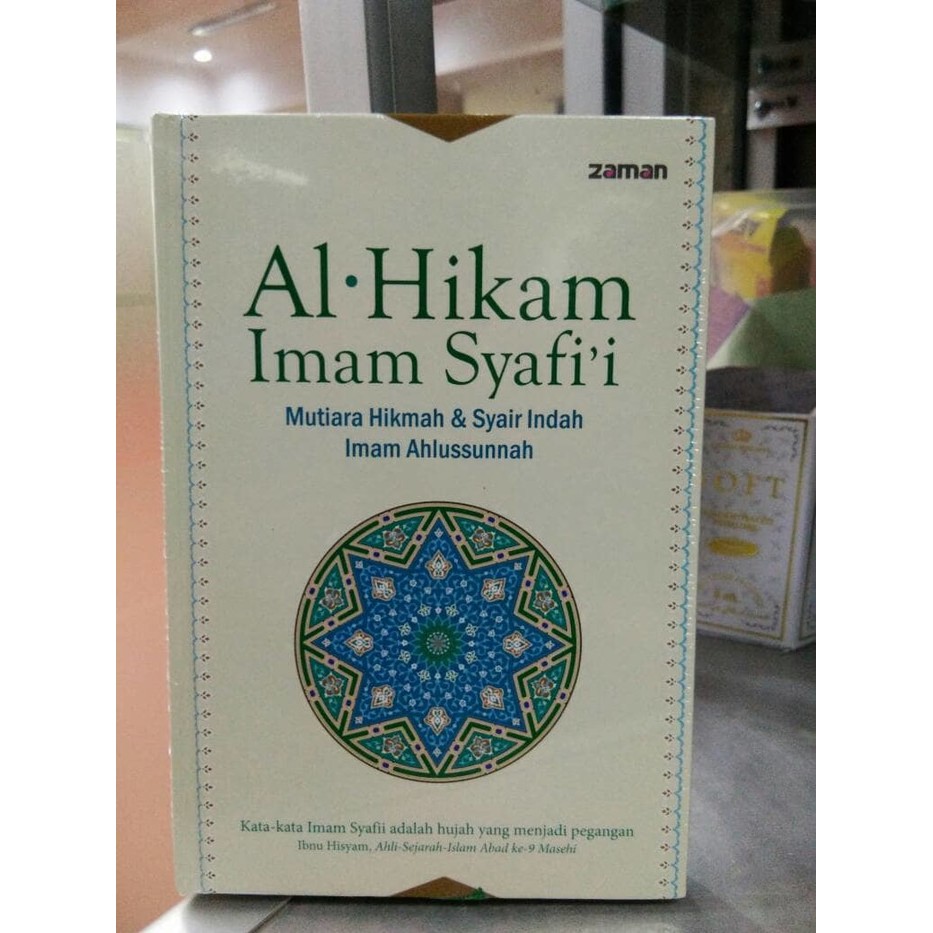 zaman
Al·Hikam
Imam Syafi'i
Mutiara Hikmah & Syair Indah
Imam Ahlussunnah
Kata-kata Imam Syafii adalah hujah yang menjadi pegangan
Ibnu Hisyam, Ahli-Sejarah-Islam Abad ke-9 Masehi
OFT